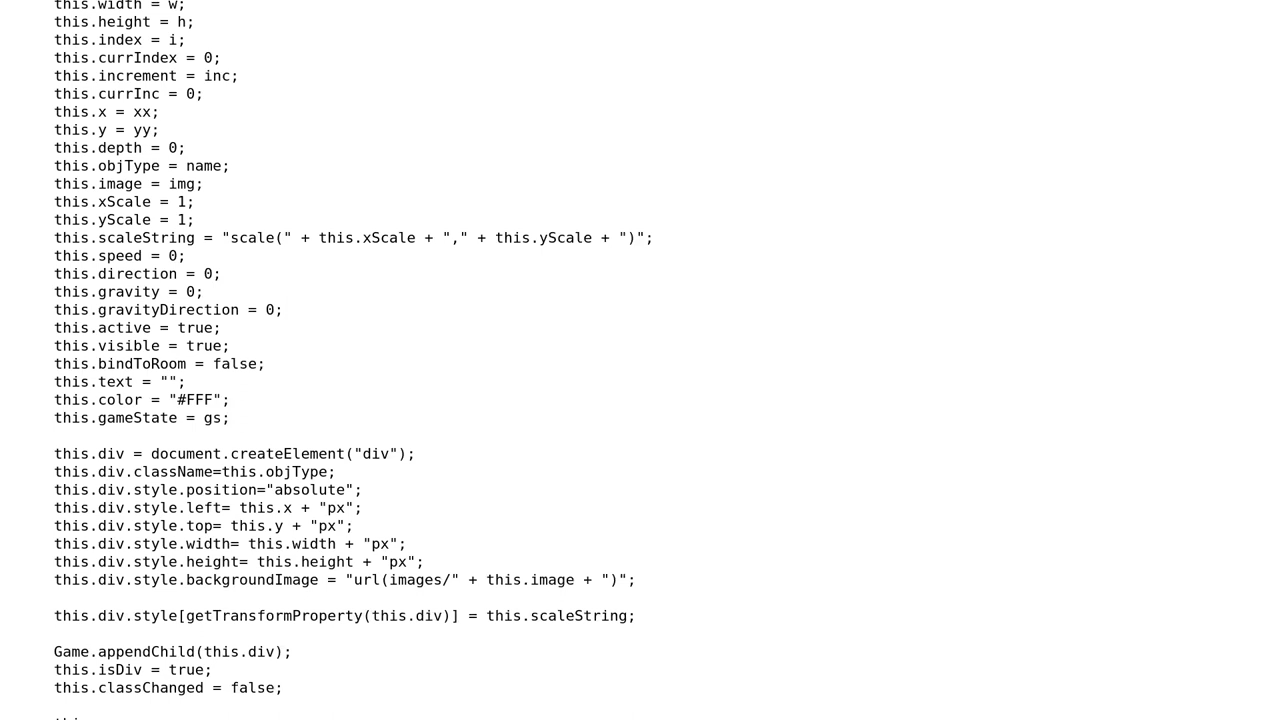 this.width = w;
this.height = h;
this.index = i;
this.currIndex = 0;
this.increment = inc;
this.currInc = 0;
this.x = xx;
this.y = yy;
this.depth = 0;
this.objType = name;
this.image = img;
this.xScale = 1;
this.yScale = 1;
this.scaleString = "scale(" + this.xScale + "," + this.yScale + ")";
this.speed = 0;
this.direction = 0;
this.gravity = 0;
this.gravityDirection = 0;
this.active = true;
this.visible = true;
this.bindToRoom = false;
this.text = "";
this.color = "#FFF";
this.gameState = gs;
this.div = document.createElement("div");
this.div.className=this.objType;
this.div.style.position="absolute";
this.div.style.left= this.x + "px";
this.div.style.top= this.y + "px";
this.div.style.width= this.width + "px";
this.div.style.height= this.height + "px";
this.div.style.backgroundImage = "url(images/" + this.image + ")";
this.div.style[getTransformProperty(this.div)] = this.scaleString;
Game.appendChild(this.div);
this.isDiv = true;
this.classChanged = false;